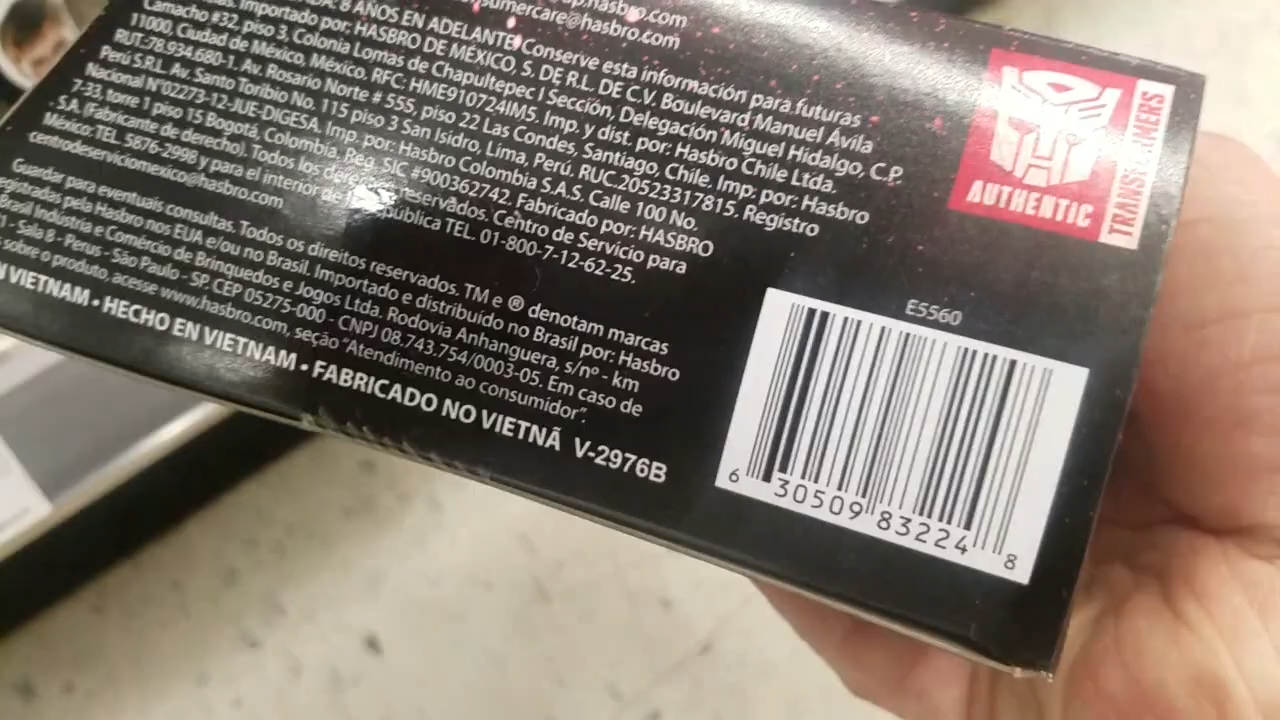 up.hasbro.com
umercare@hasbro.com
8 AÑOS EN ADELANTE. Conserve esta información para futuras
Importado por: HASBRO DE MÉXICO, S. DE R.L. DE C.V. Boulevard Manuel Ávila
Camacho #32, piso 3, Colonia Lomas de Chapultepec I Sección, Delegación Miguel Hidalgo, C.P.
11000, Ciudad de México, México. RFC: HME910724IM5. Imp. y dist. por: Hasbro Chile Ltda.
RUT:78.934.680-1. Av. Rosario Norte # 555, piso 22 Las Condes, Santiago, Chile. Imp: por: Hasbro
Perú S.R.L. Av. Santo Toribio No. 115 piso 3 San Isidro, Lima, Perú. RUC.20523317815. Registro
Nacional N°02273-12-JUE-DIGESA, Imp. por: Hasbro Colombia S.A.S. Calle 100 No.
7-33, torre 1 piso 15 Bogotá, Colombia. Reg. SIC #900362742. Fabricado por: HASBRO
S.A. (Fabricante de derecho). Todos los derechos reservados. Centro de Servicio para
México: TEL. 5876-2998 y para el interior de la República TEL. 01-800-7-12-62-25.
centrodeserviciomexico@hasbro.com
Guardar para eventuales consultas. Todos os direitos reservados. TM e ® denotam marcas
registradas pela Hasbro nos EUA e/ou no Brasil. Importado e distribuído no Brasil por: Hasbro
Brasil Indústria e Comércio de Brinquedos e Jogos Ltda. Rodovia Anhanguera, s/nº - km
- Sala 8 - Perus - São Paulo - SP. CEP 05275-000 - CNPJ 08.743.754/0003-05. Em caso de
sobre o produto, acesse www.hasbro.com, seção "Atendimento ao consumidor".
VIETNAM • HECHO EN VIETNAM • FABRICADO NO VIETNÃ V-2976B
AUTHENTIC
TRANSFORMERS
E5560
6 30509 83224 8